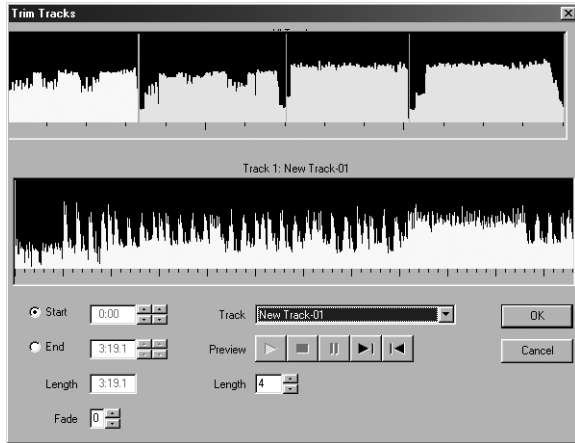 Trim Tracks
Track 1: New Track-01
Start 0:00 Track New Track-01 OK
End 3:19.1 Preview Cancel
Length 3:19.1 Length 4
Fade 0